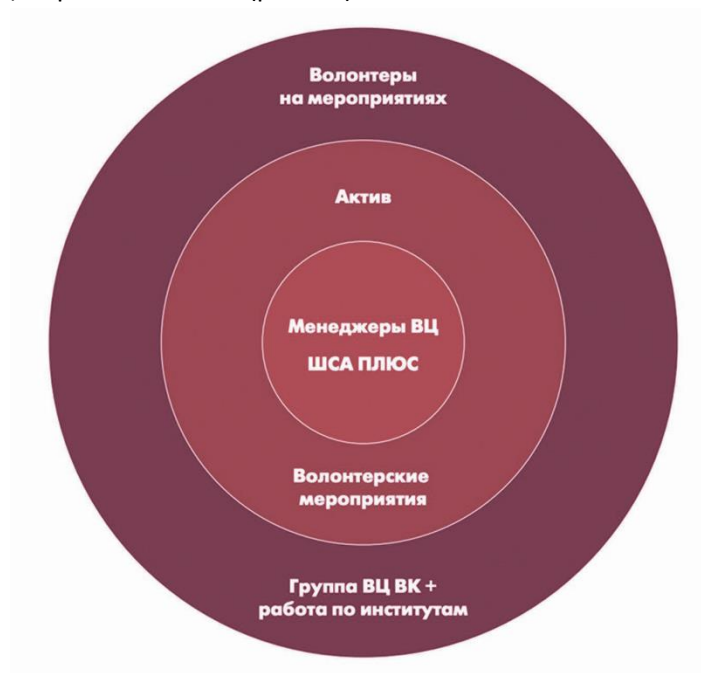 Волонтеры
на мероприятиях
Актив
Менеджеры ВЦ
ШСА ПЛЮС
Волонтерские
мероприятия
Группа ВЦ ВК +
работа по институтам